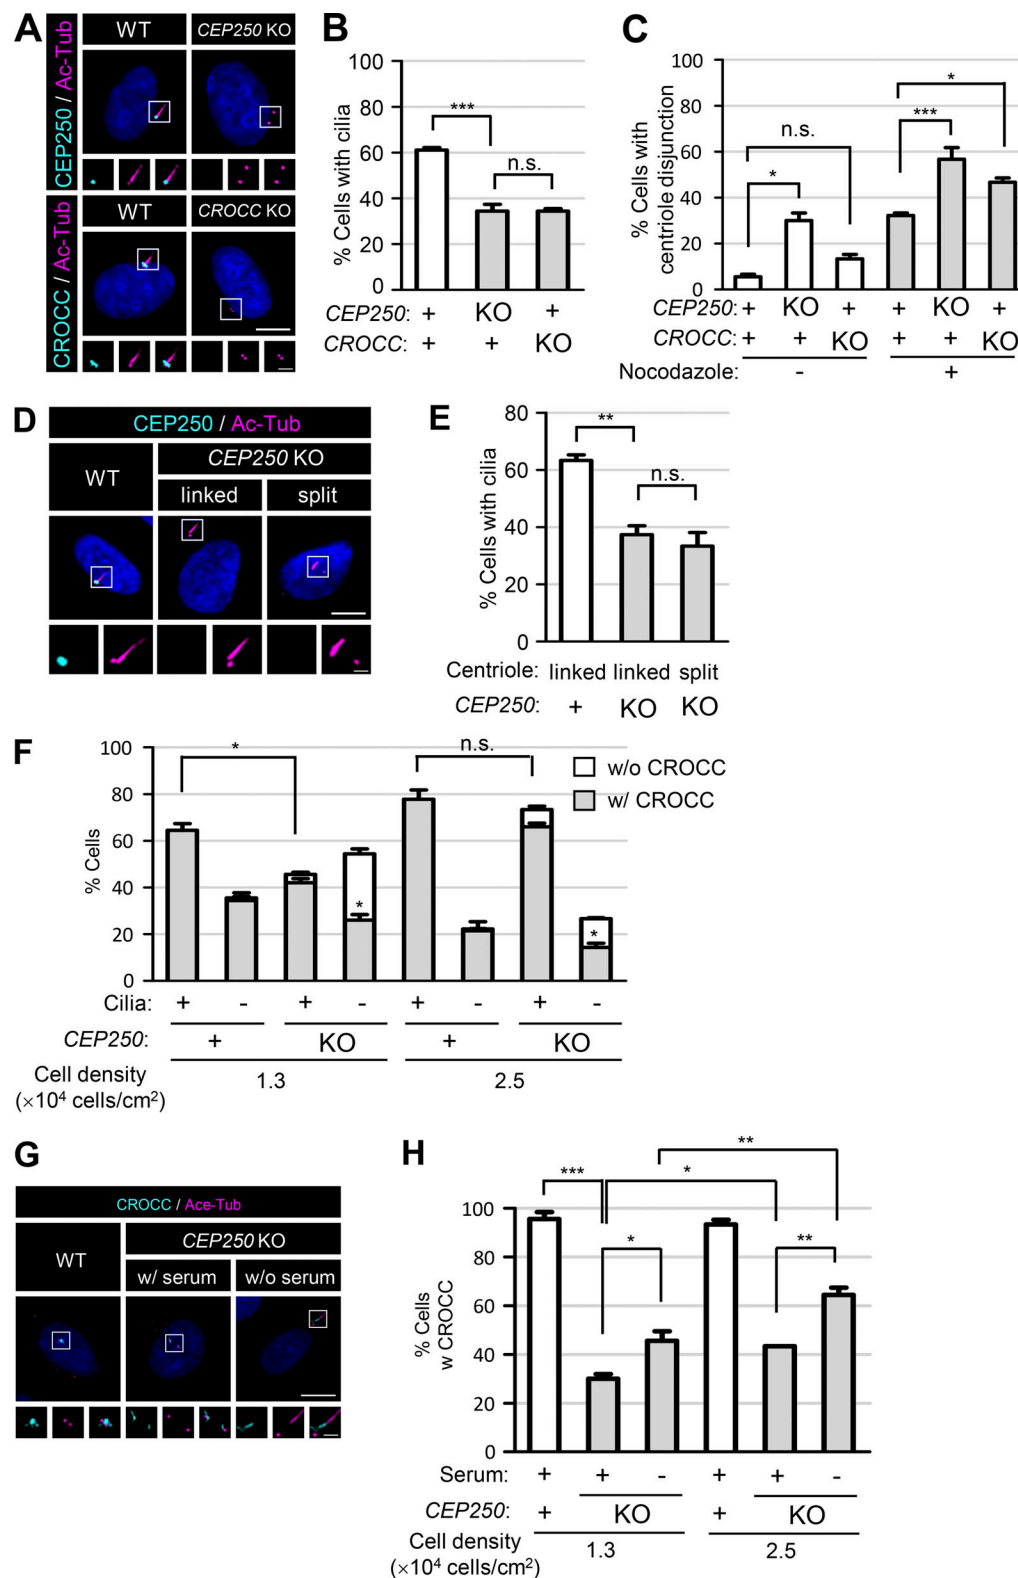 A
WT
CEP250 KO
CEP250 / Ac-Tub
WT
CROCC KO
CROCC / Ac-Tub
B
100
80
60
40
20
0
% Cells with cilia
***
n.s.
CEP250: + KO +
CROCC: + + KO
C
100
80
60
40
20
0
% Cells with
centriole disjunction
n.s.
*
*
***
CEP250: + KO + + KO +
CROCC: + + KO + + KO
Nocodazole: - +
D
CEP250 / Ac-Tub
WT
CEP250 KO
linked
split
E
80
60
40
20
0
% Cells with cilia
**
n.s.
Centriole: linked linked split
CEP250: + KO KO
F
100
80
60
40
20
0
% Cells
*
n.s.
*
*
w/o CROCC
w/ CROCC
Cilia: + - + - + - + -
CEP250: + KO + KO
Cell density 1.3 2.5
(×10⁴ cells/cm²)
G
CROCC / Ace-Tub
WT
CEP250 KO
w/ serum
w/o serum
H
100
80
60
40
20
0
% Cells
w CROCC
***
*
*
**
**
Serum: + + - + + -
CEP250: + KO + KO
Cell density 1.3 2.5
(×10⁴ cells/cm²)